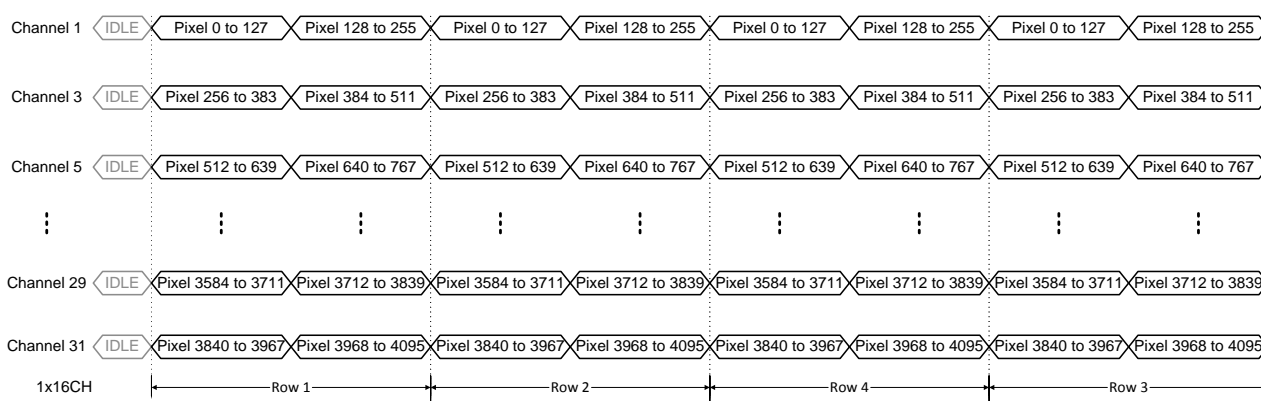 Channel 1 IDLE Pixel 0 to 127 Pixel 128 to 255 Pixel 0 to 127 Pixel 128 to 255 Pixel 0 to 127 Pixel 128 to 255 Pixel 0 to 127 Pixel 128 to 255
Channel 3 IDLE Pixel 256 to 383 Pixel 384 to 511 Pixel 256 to 383 Pixel 384 to 511 Pixel 256 to 383 Pixel 384 to 511 Pixel 256 to 383 Pixel 384 to 511
Channel 5 IDLE Pixel 512 to 639 Pixel 640 to 767 Pixel 512 to 639 Pixel 640 to 767 Pixel 512 to 639 Pixel 640 to 767 Pixel 512 to 639 Pixel 640 to 767
Channel 29 IDLE Pixel 3584 to 3711 Pixel 3712 to 3839 Pixel 3584 to 3711 Pixel 3712 to 3839 Pixel 3584 to 3711 Pixel 3712 to 3839 Pixel 3584 to 3711 Pixel 3712 to 3839
Channel 31 IDLE Pixel 3840 to 3967 Pixel 3968 to 4095 Pixel 3840 to 3967 Pixel 3968 to 4095 Pixel 3840 to 3967 Pixel 3968 to 4095 Pixel 3840 to 3967 Pixel 3968 to 4095
1x16CH Row 1 Row 2 Row 4 Row 3